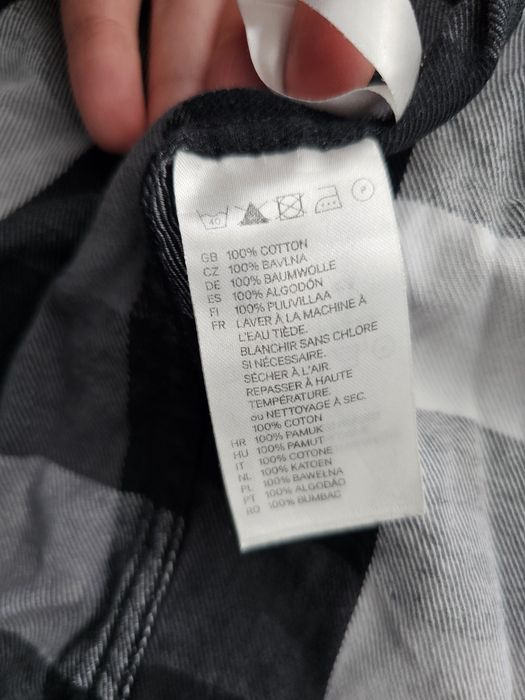 40
P
GB 100% COTTON
CZ 100% BAVLNA
DE 100% BAUMWOLLE
ES 100% ALGODÓN
FI 100% PUUVILLAA
FR LAVER À LA MACHINE À
L'EAU TIÈDE.
BLANCHIR SANS CHLORE
SI NÉCESSAIRE.
SÉCHER À L'AIR.
REPASSER À HAUTE
TEMPÉRATURE.
ou NETTOYAGE À SEC.
100% COTON
HR 100% PAMUK
HU 100% PAMUT
IT 100% COTONE
NL 100% KATOEN
PL 100% BAWEŁNA
PT 100% ALGODÃO
RO 100% BUMBAC